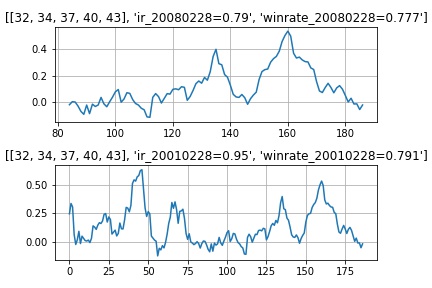 [[32, 34, 37, 40, 43], 'ir_20080228=0.79', 'winrate_20080228=0.777']
0.4
0.2
0.0
80 100 120 140 160 180
[[32, 34, 37, 40, 43], 'ir_20010228=0.95', 'winrate_20010228=0.791']
0.50
0.25
0.00
0 25 50 75 100 125 150 175